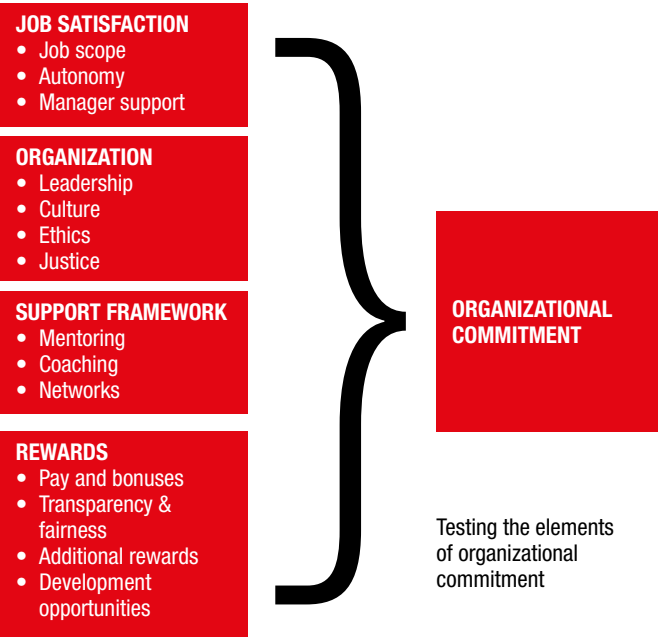 JOB SATISFACTION
• Job scope
• Autonomy
• Manager support
ORGANIZATION
• Leadership
• Culture
• Ethics
• Justice
SUPPORT FRAMEWORK
• Mentoring
• Coaching
• Networks
REWARDS
• Pay and bonuses
• Transparency &
fairness
• Additional rewards
• Development
opportunities
ORGANIZATIONAL
COMMITMENT
Testing the elements
of organizational
commitment